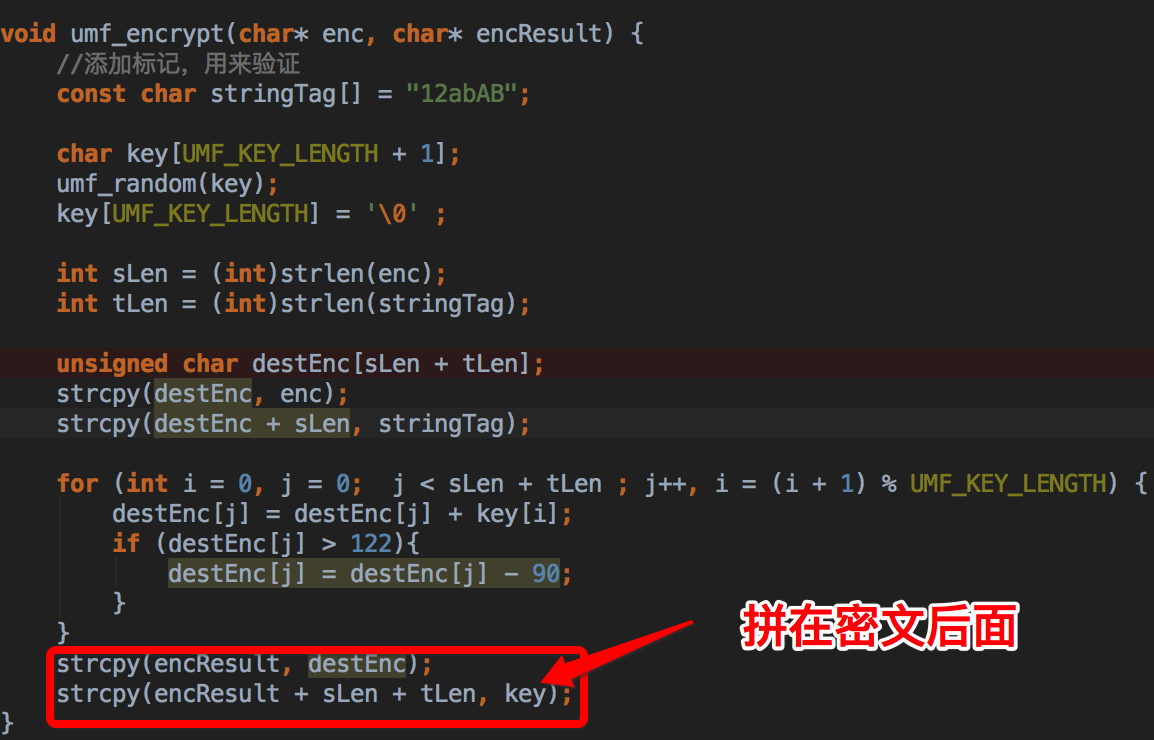 void umf_encrypt(char* enc, char* encResult) {
//添加标记，用来验证
const char stringTag[] = "12abAB";
char key[UMF_KEY_LENGTH + 1];
umf_random(key);
key[UMF_KEY_LENGTH] = '\0' ;
int sLen = (int)strlen(enc);
int tLen = (int)strlen(stringTag);
unsigned char destEnc[sLen + tLen];
strcpy(destEnc, enc);
strcpy(destEnc + sLen, stringTag);
for (int i = 0, j = 0;  j < sLen + tLen ; j++, i = (i + 1) % UMF_KEY_LENGTH) {
destEnc[j] = destEnc[j] + key[i];
if (destEnc[j] > 122){
destEnc[j] = destEnc[j] - 90;
}
}
strcpy(encResult, destEnc);
strcpy(encResult + sLen + tLen, key);
}
拼在密文后面